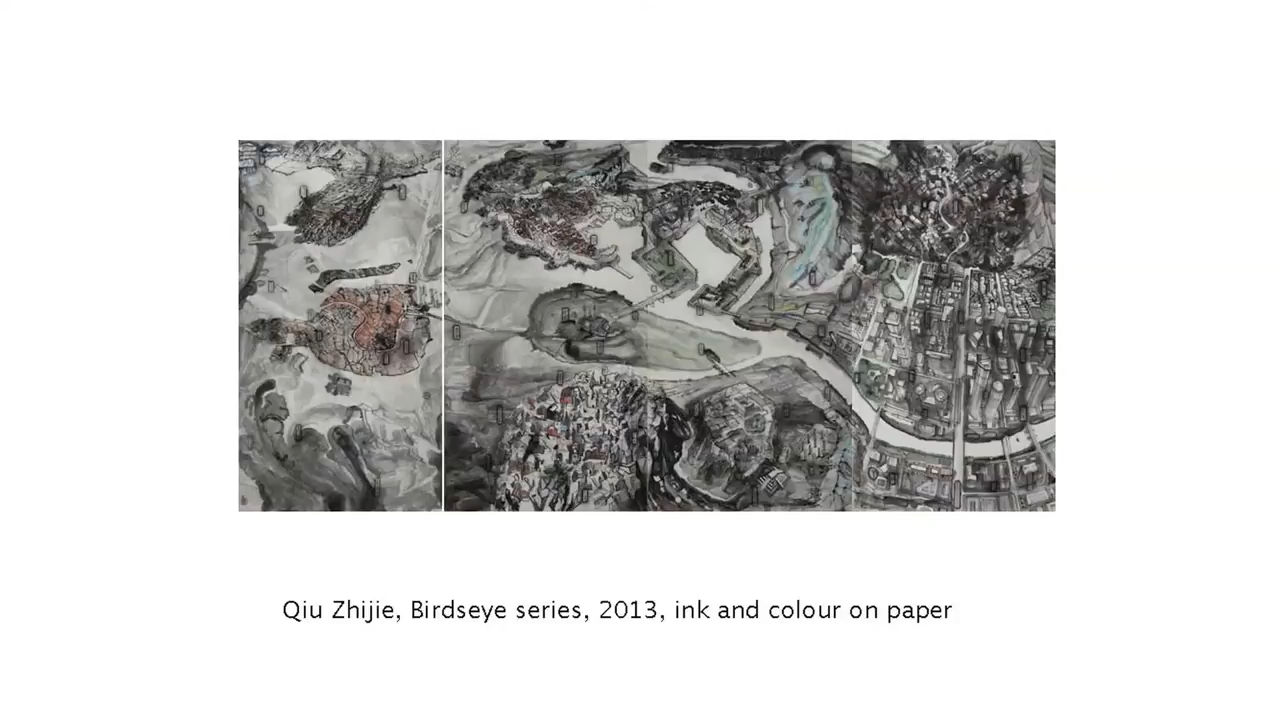 Qiu Zhijie, Birdseye series, 2013, ink and colour on paper